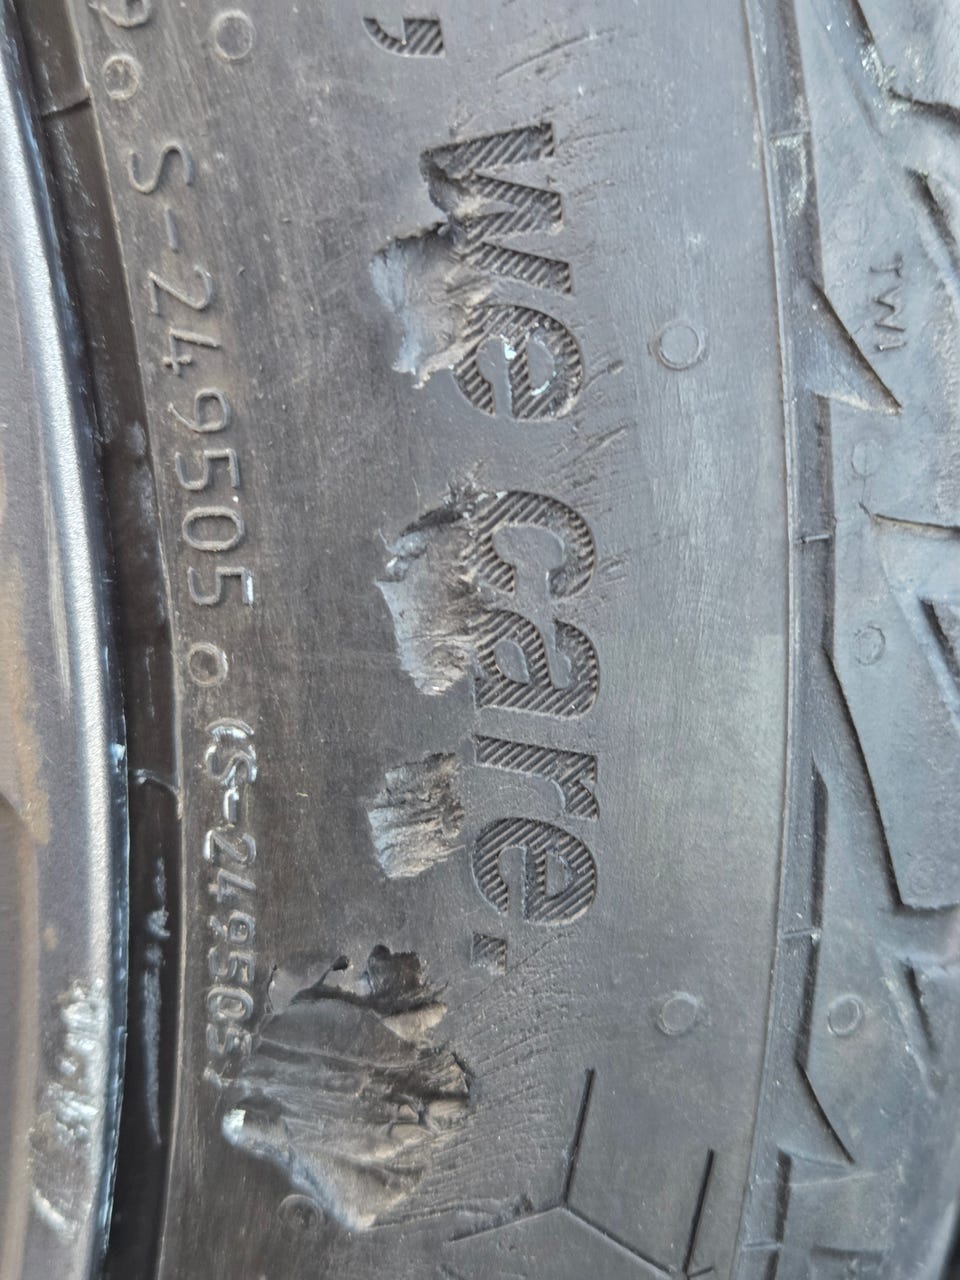 , we care.
S-249505
(S-249505)
TWI